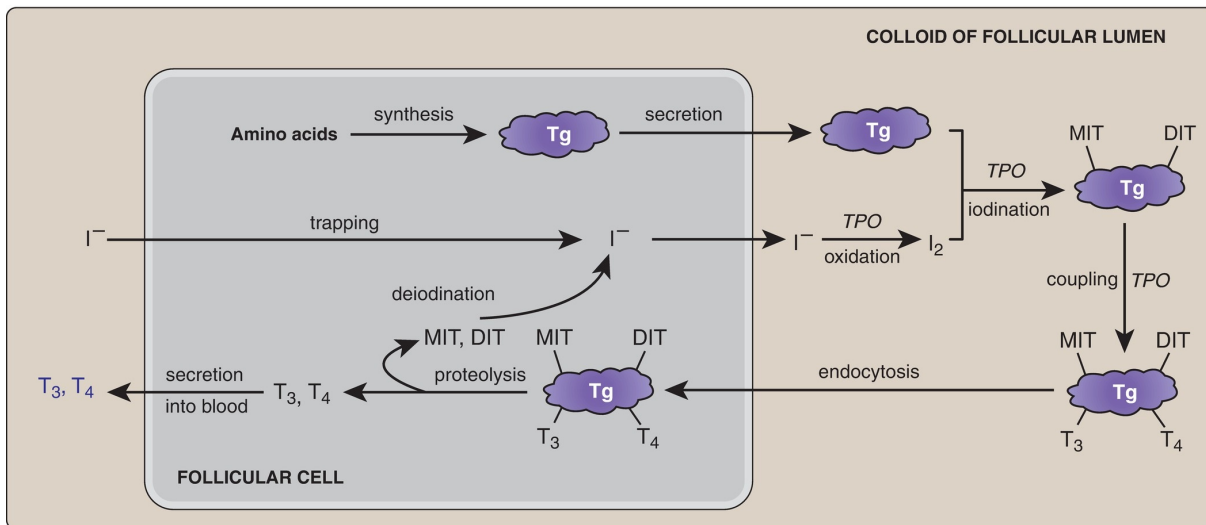 COLLOID OF FOLLICULAR LUMEN
synthesis
secretion
Amino acids
Tg
Tg
MIT
DIT
TPO
Tg
iodination
trapping
I⁻
I⁻
I⁻
TPO
oxidation
I₂
coupling
TPO
deiodination
MIT, DIT
MIT
DIT
MIT
DIT
T₃, T₄
secretion
into blood
T₃, T₄
proteolysis
Tg
endocytosis
Tg
T₃
T₄
T₃
T₄
FOLLICULAR CELL